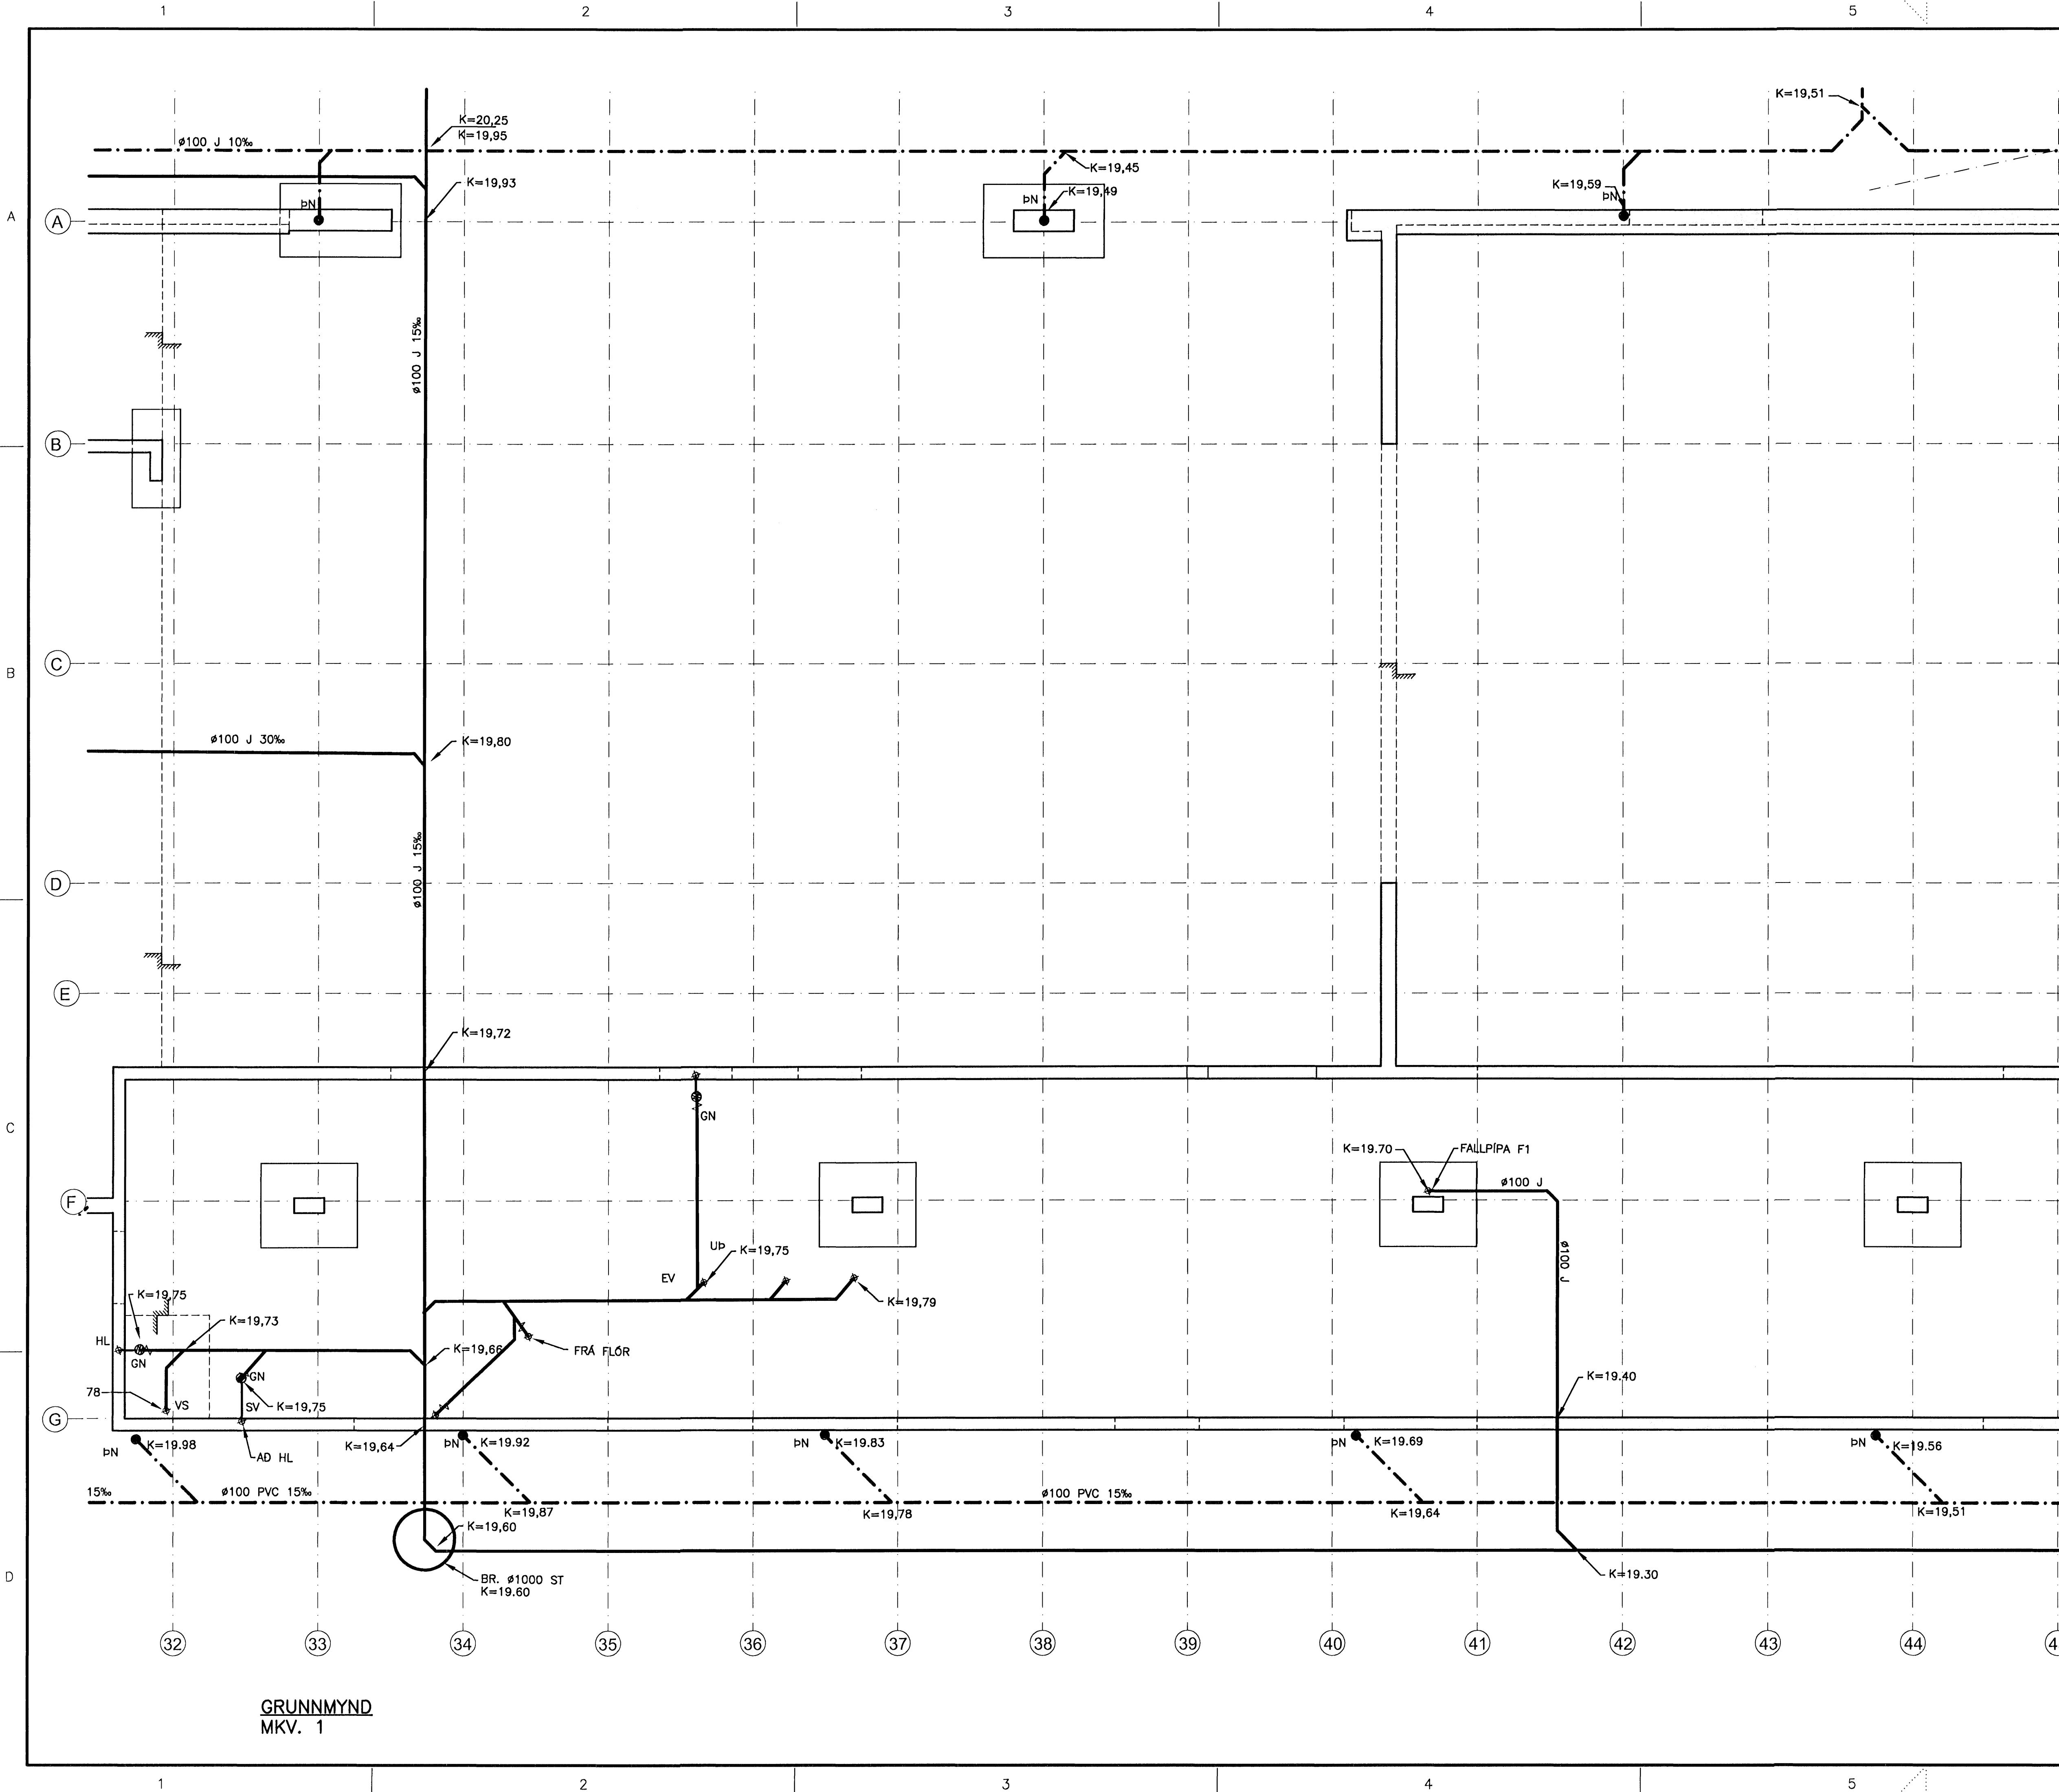 1 2 3 4 5
K=19,51
K=20,25
K=19,95
ø100 J 10‰
K=19,45
K=19,93
K=19,49
K=19,59
ÞN
ÞN
ÞN
A
A
ø100 J 15‰
B
C
B
K=19,80
ø100 J 30‰
ø100 J 15‰
D
E
K=19,72
GN
C
K=19.70
FALLPÍPA F1
ø100 J
F
ø100 J
UÞ
K=19,75
EV
K=19,75
K=19,79
K=19,73
HL
GN
K=19,66
FRÁ FLÓR
GN
K=19.40
78
VS
SV
K=19,75
G
ÞN
K=19.98
AÐ HL
K=19,64
ÞN
K=19.92
ÞN
K=19.83
ÞN
K=19.69
ÞN
K=19.56
15‰
ø100 PVC 15‰
ø100 PVC 15‰
K=19,87
K=19,78
K=19,64
K=19,51
K=19,60
D
BR. ø1000 ST
K=19.60
K=19.30
32 33 34 35 36 37 38 39 40 41 42 43 44 4
GRUNNMYND
MKV. 1
1 2 3 4 5